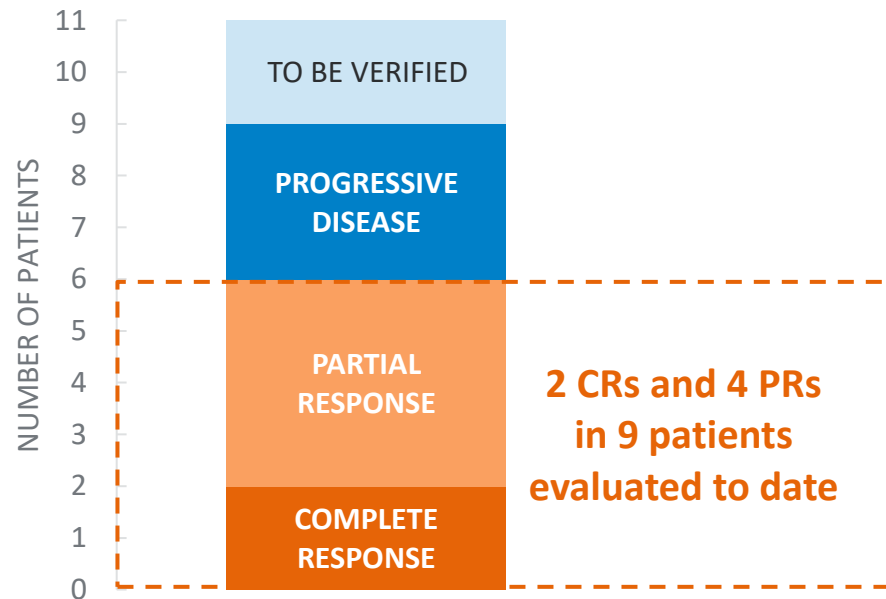 NUMBER OF PATIENTS
11
10
9
8
7
6
5
4
3
2
1
0
TO BE VERIFIED
PROGRESSIVE
DISEASE
PARTIAL
RESPONSE
COMPLETE
RESPONSE
2 CRs and 4 PRs
in 9 patients
evaluated to date